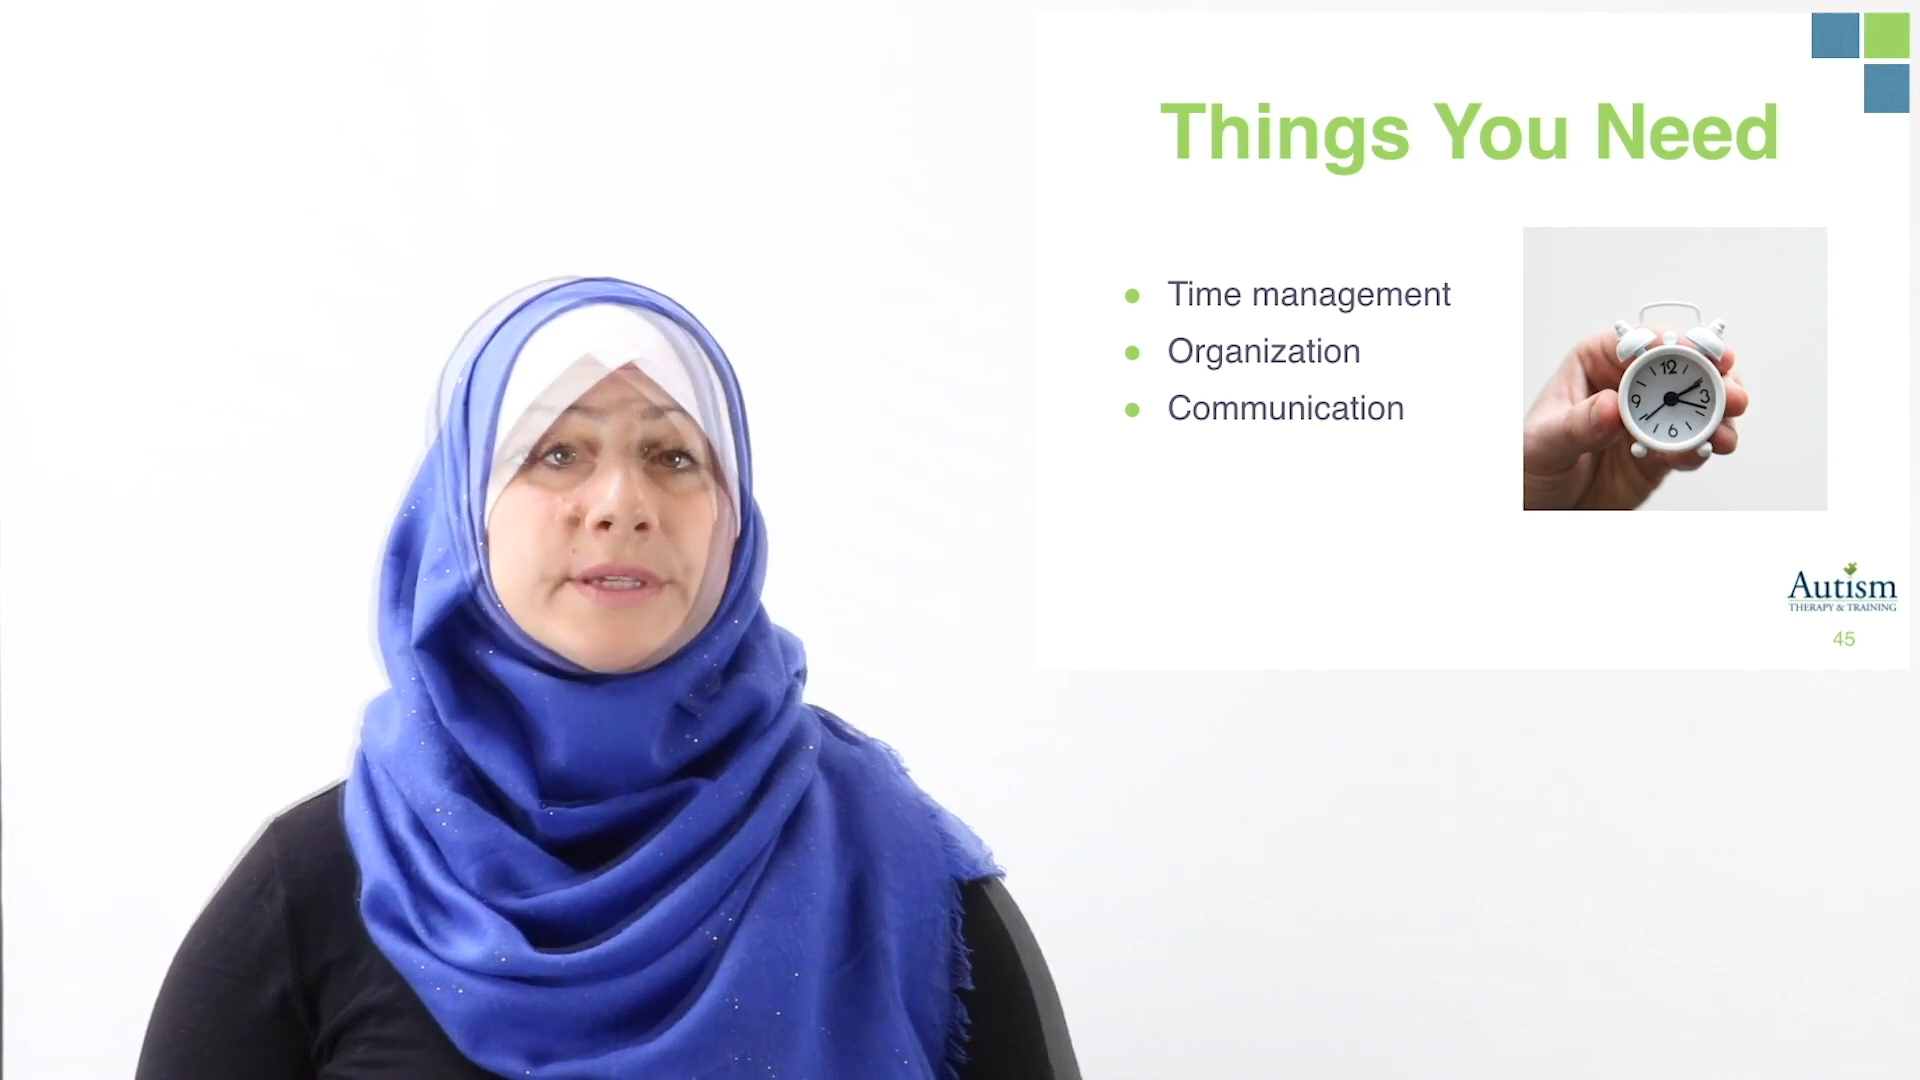 Things You Need
Time management
Organization
Communication
12
3
6
9
Autism
THERAPY & TRAINING
45